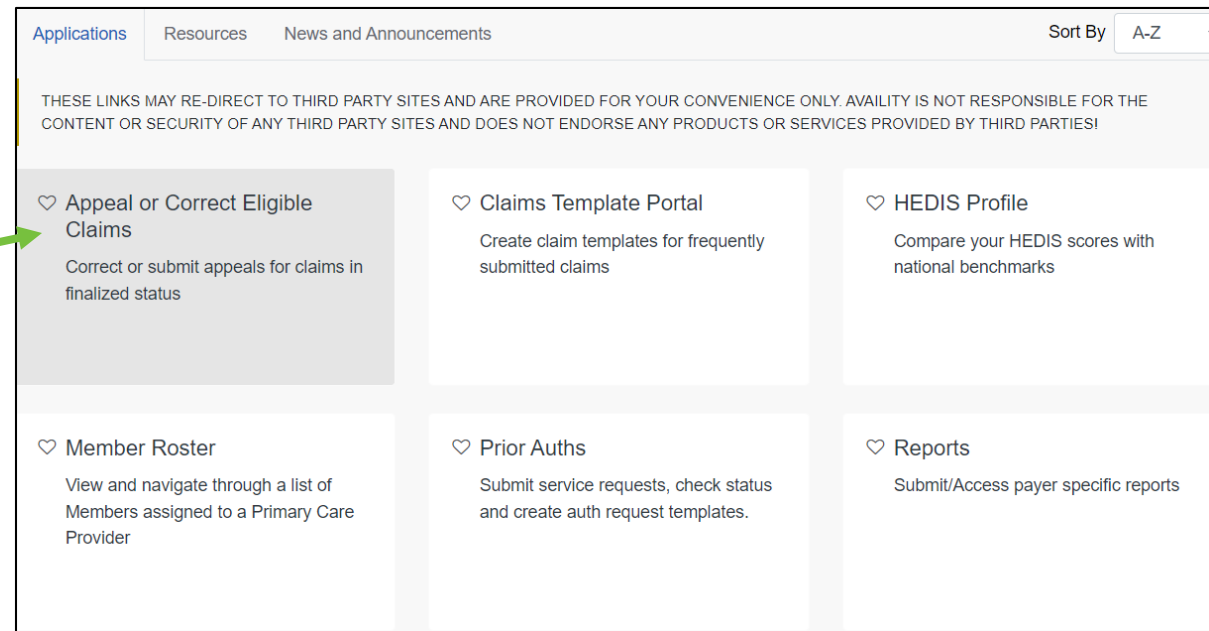 Applications Resources News and Announcements Sort By A-Z
THESE LINKS MAY RE-DIRECT TO THIRD PARTY SITES AND ARE PROVIDED FOR YOUR CONVENIENCE ONLY. AVAILITY IS NOT RESPONSIBLE FOR THE
CONTENT OR SECURITY OF ANY THIRD PARTY SITES AND DOES NOT ENDORSE ANY PRODUCTS OR SERVICES PROVIDED BY THIRD PARTIES!
Appeal or Correct Eligible
Claims
Correct or submit appeals for claims in
finalized status
Claims Template Portal
Create claim templates for frequently
submitted claims
HEDIS Profile
Compare your HEDIS scores with
national benchmarks
Member Roster
View and navigate through a list of
Members assigned to a Primary Care
Provider
Prior Auths
Submit service requests, check status
and create auth request templates.
Reports
Submit/Access payer specific reports